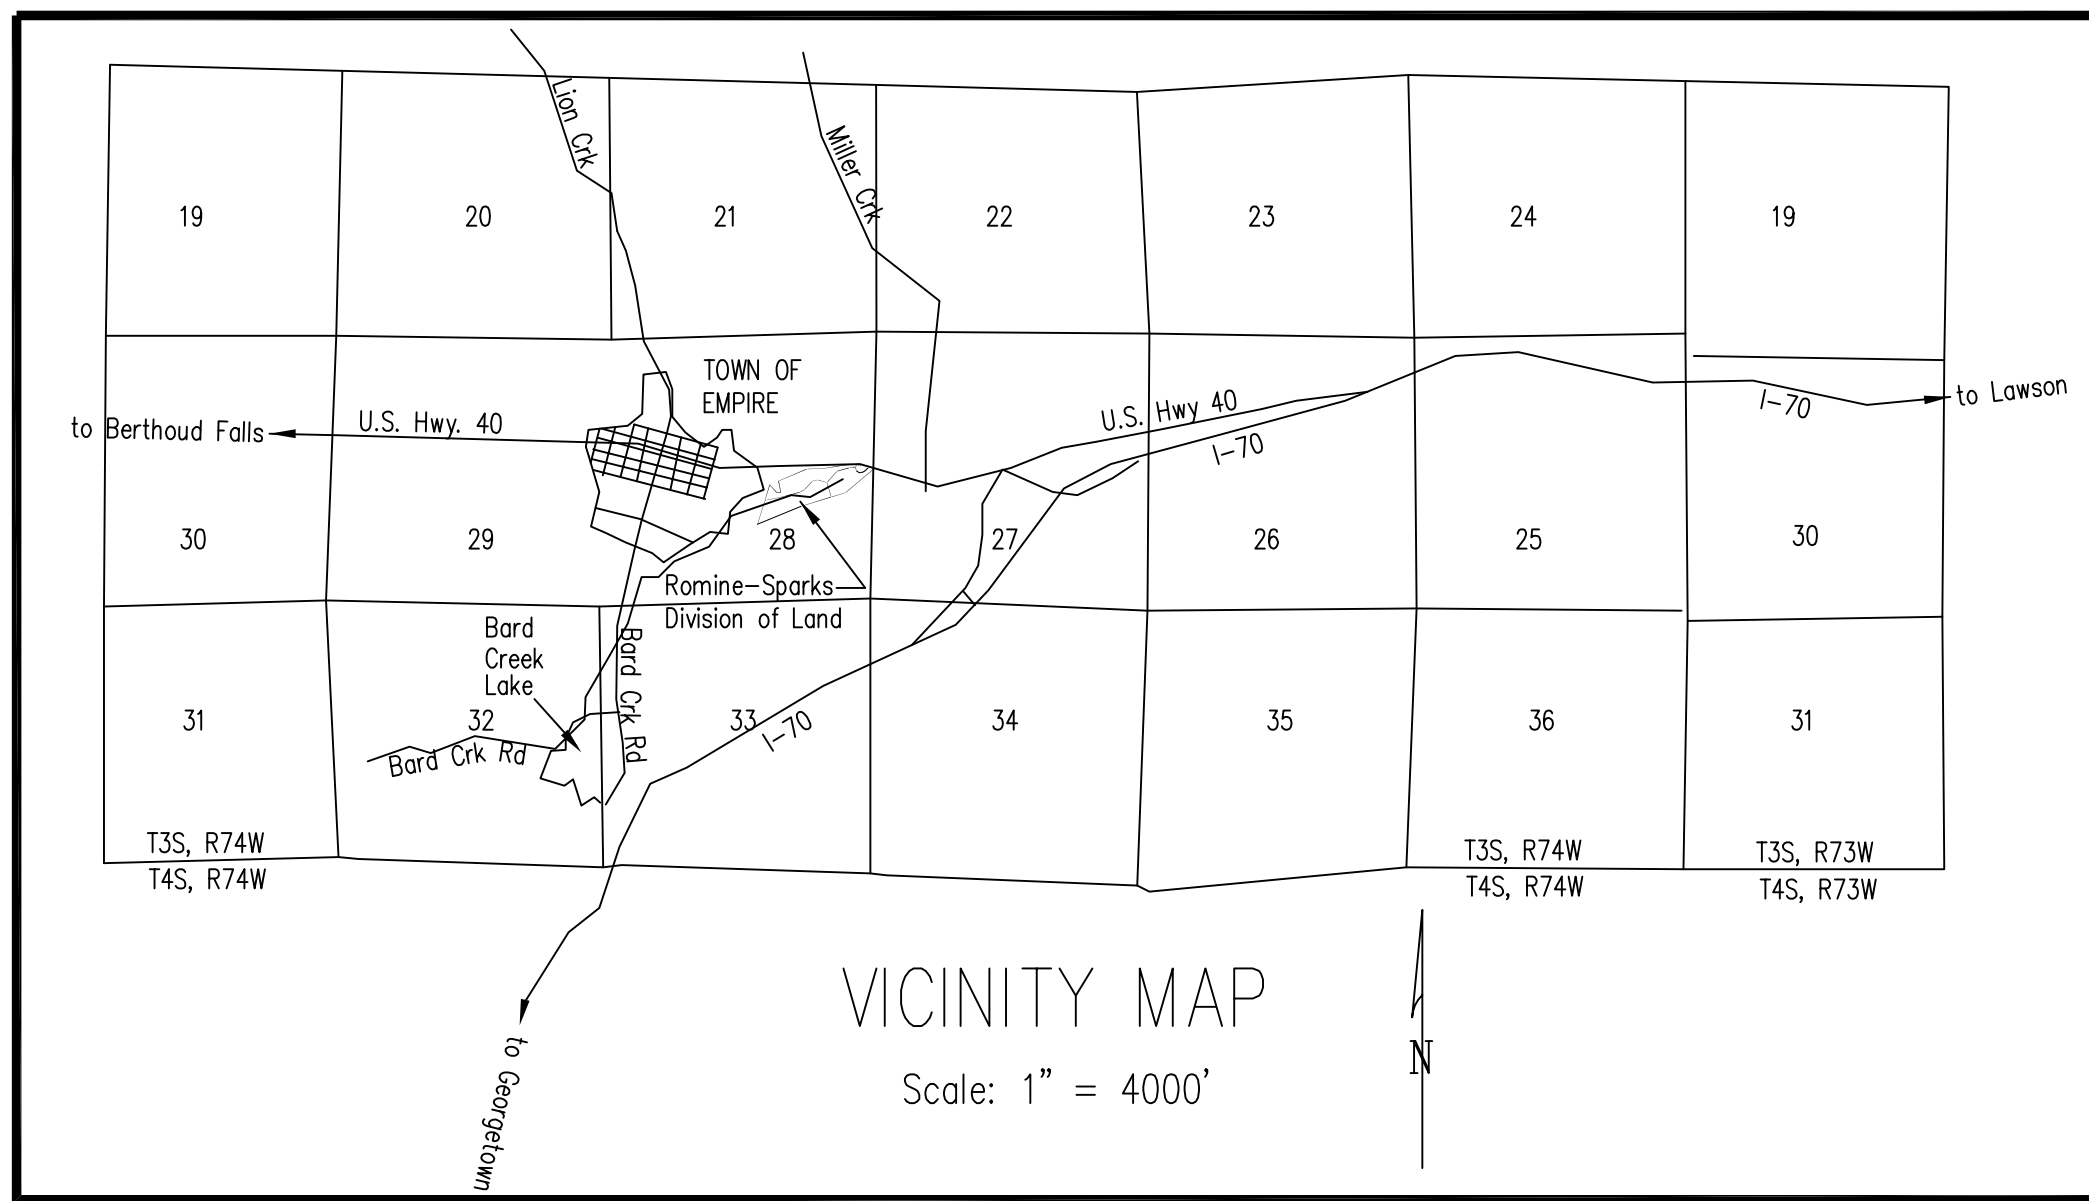 Lion Crk
Miller Crk
19
20
21
22
23
24
19
TOWN OF
EMPIRE
to Berthoud Falls
U.S. Hwy. 40
U.S. Hwy 40
I-70
I-70
to Lawson
30
29
28
27
26
25
30
Romine-Sparks
Division of Land
Bard
Creek
Lake
Bard Crk Rd
31
32
33
34
35
36
31
Bard Crk Rd
I-70
T3S, R74W
T4S, R74W
T3S, R74W
T4S, R74W
T3S, R73W
T4S, R73W
VICINITY MAP
Scale: 1" = 4000'
N
to Georgetown